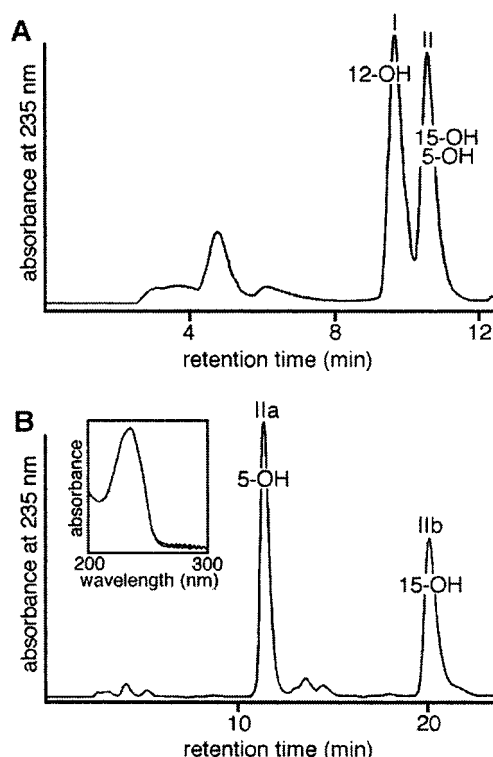 A
absorbance at 235 nm
I
II
12-OH
15-OH
5-OH
4
8
12
retention time (min)
B
absorbance at 235 nm
absorbance
200
300
wavelength (nm)
IIa
5-OH
IIb
15-OH
10
20
retention time (min)